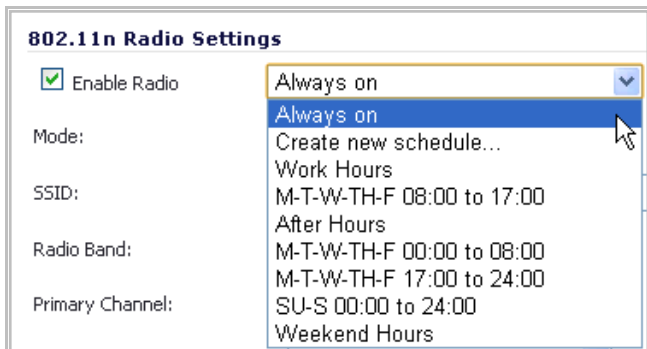 802.11n Radio Settings
Enable Radio
Always on
Always on
Create new schedule...
Mode:
Work Hours
SSID:
M-T-W-TH-F 08:00 to 17:00
After Hours
Radio Band:
M-T-W-TH-F 00:00 to 08:00
M-T-W-TH-F 17:00 to 24:00
Primary Channel:
SU-S 00:00 to 24:00
Weekend Hours